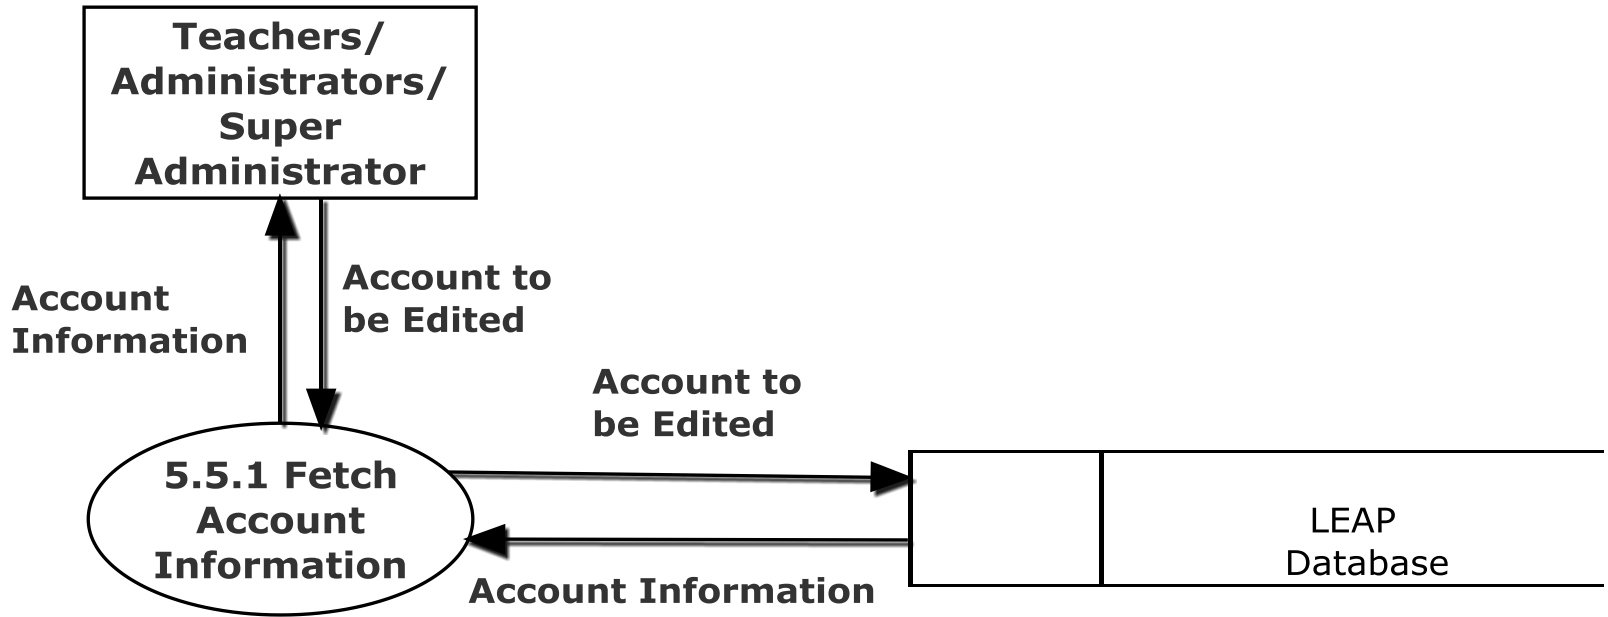 Teachers/
Administrators/
Super
Administrator
Account
Information
Account to
be Edited
Account to
be Edited
5.5.1 Fetch
Account
Information
LEAP
Database
Account Information